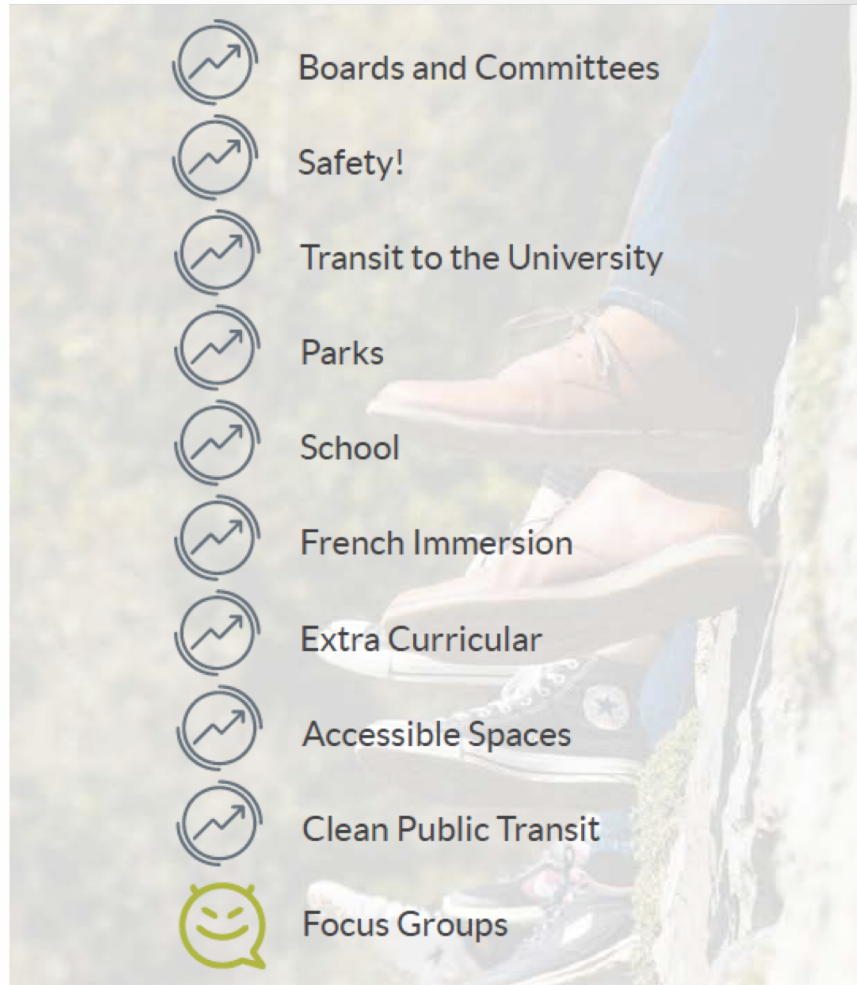 Boards and Committees
Safety!
Transit to the University
Parks
School
French Immersion
Extra Curricular
Accessible Spaces
Clean Public Transit
Focus Groups